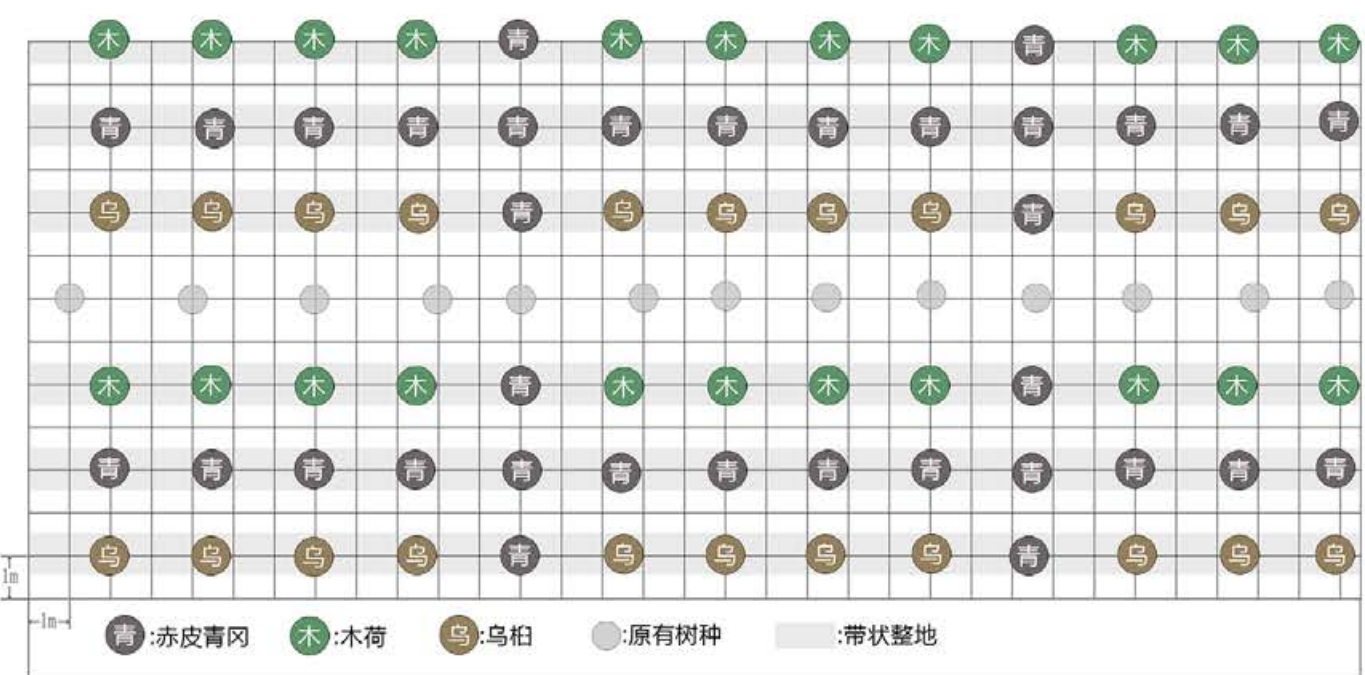 木 木 木 木 青 木 木 木 木 青 木 木 木
青 青 青 青 青 青 青 青 青 青 青 青 青
乌 乌 乌 乌 青 乌 乌 乌 乌 青 乌 乌 乌
木 木 木 木 青 木 木 木 木 青 木 木 木
青 青 青 青 青 青 青 青 青 青 青 青 青
乌 乌 乌 乌 青 乌 乌 乌 乌 青 乌 乌 乌
1m
1m
青:赤皮青冈 木:木荷 乌:乌桕 :原有树种 :带状整地